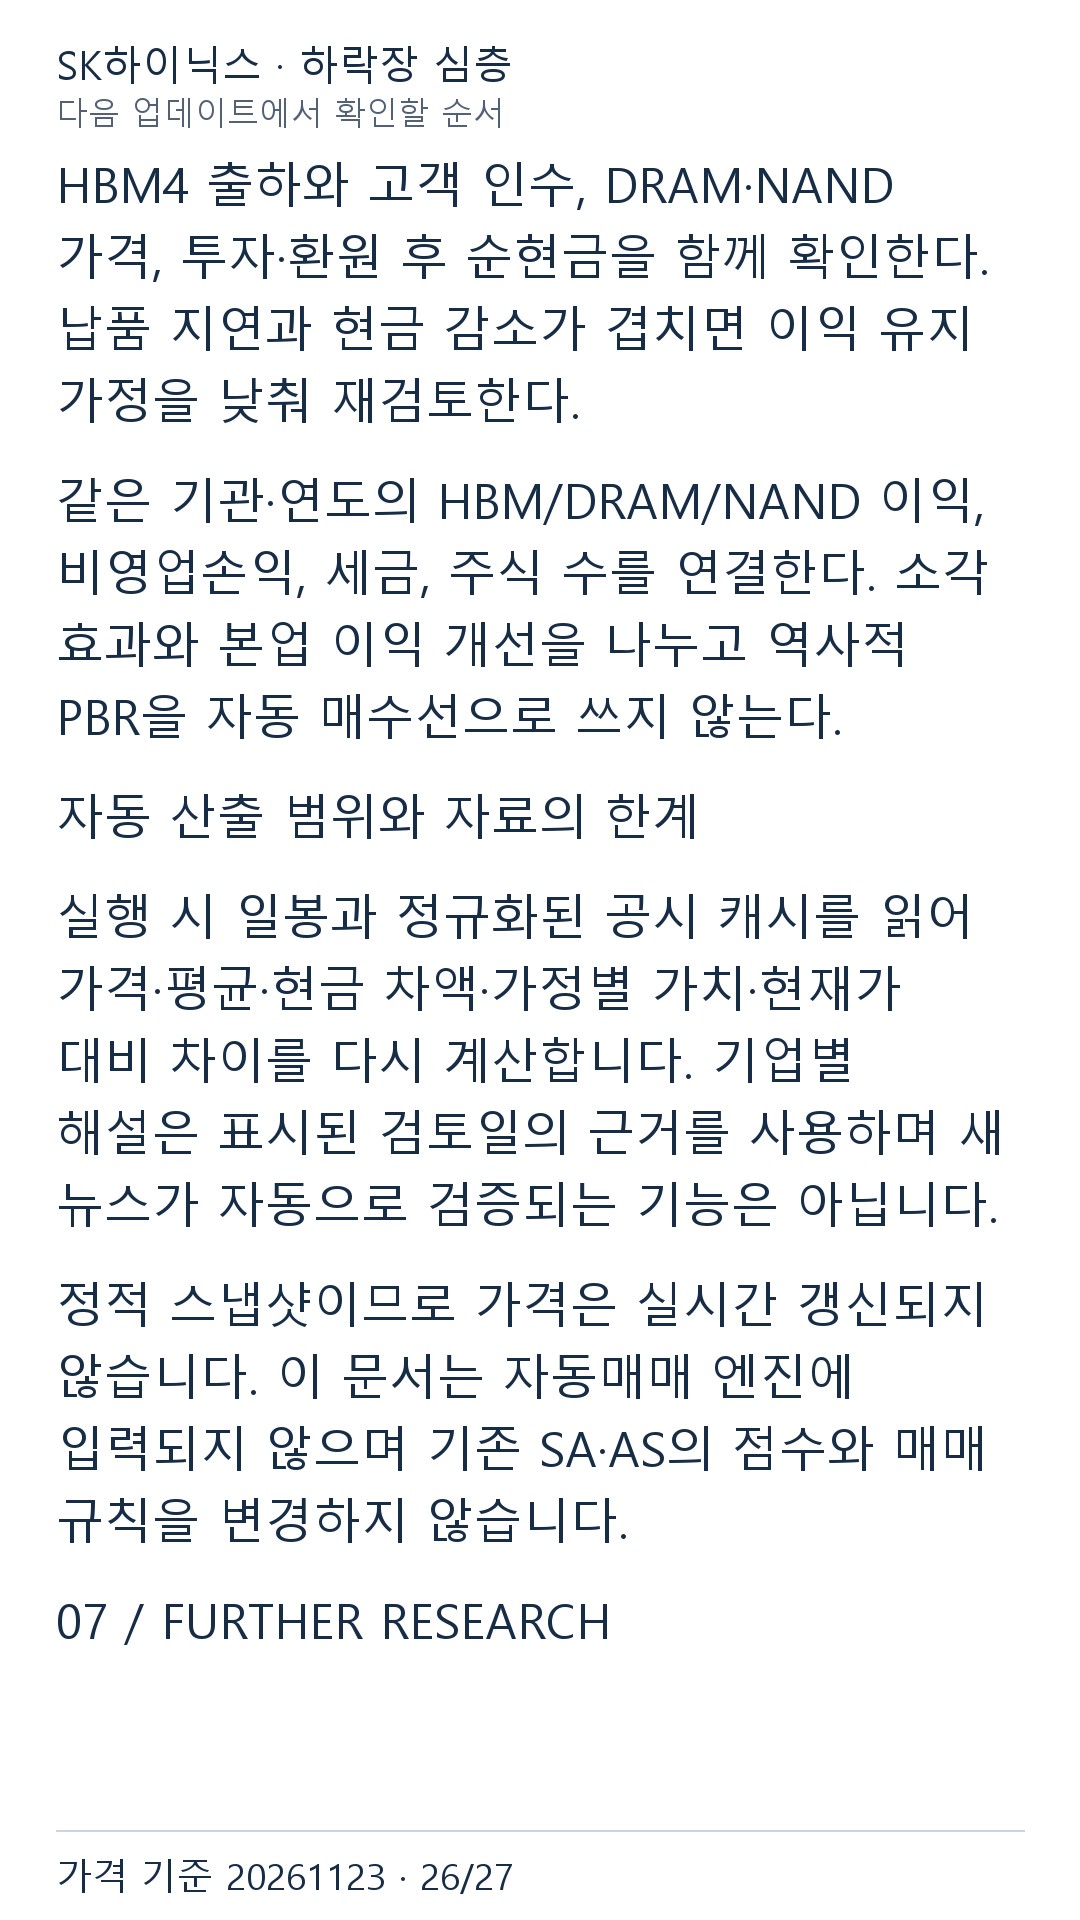 SK하이닉스 · 하락장 심층
다음 업데이트에서 확인할 순서
HBM4 출하와 고객 인수, DRAM·NAND
가격, 투자·환원 후 순현금을 함께 확인한다.
납품 지연과 현금 감소가 겹치면 이익 유지
가정을 낮춰 재검토한다.
같은 기관·연도의 HBM/DRAM/NAND 이익,
비영업손익, 세금, 주식 수를 연결한다. 소각
효과와 본업 이익 개선을 나누고 역사적
PBR을 자동 매수선으로 쓰지 않는다.
자동 산출 범위와 자료의 한계
실행 시 일봉과 정규화된 공시 캐시를 읽어
가격·평균·현금 차액·가정별 가치·현재가
대비 차이를 다시 계산합니다. 기업별
해설은 표시된 검토일의 근거를 사용하며 새
뉴스가 자동으로 검증되는 기능은 아닙니다.
정적 스냅샷이므로 가격은 실시간 갱신되지
않습니다. 이 문서는 자동매매 엔진에
입력되지 않으며 기존 SA·AS의 점수와 매매
규칙을 변경하지 않습니다.
07 / FURTHER RESEARCH
가격 기준 20261123 · 26/27